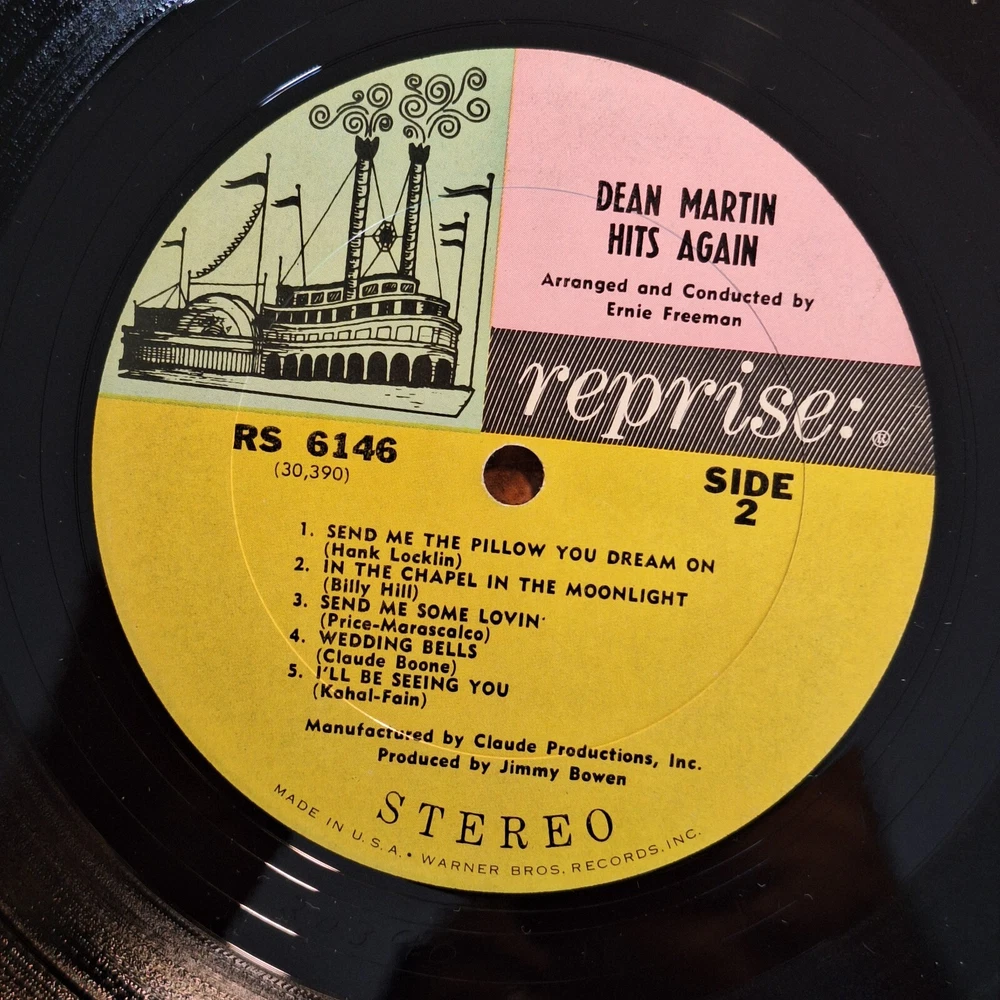 DEAN MARTIN
HITS AGAIN
Arranged and Conducted by
Ernie Freeman
reprise:®
RS 6146
(30,390)
SIDE
2
1. SEND ME THE PILLOW YOU DREAM ON
(Hank Locklin)
2. IN THE CHAPEL IN THE MOONLIGHT
(Billy Hill)
3. SEND ME SOME LOVIN'
(Price-Marascalco)
4. WEDDING BELLS
(Claude Boone)
5. I'LL BE SEEING YOU
(Kahal-Fain)
Manufactured by Claude Productions, Inc.
Produced by Jimmy Bowen
STEREO
MADE IN U.S.A. • WARNER BROS. RECORDS, INC.